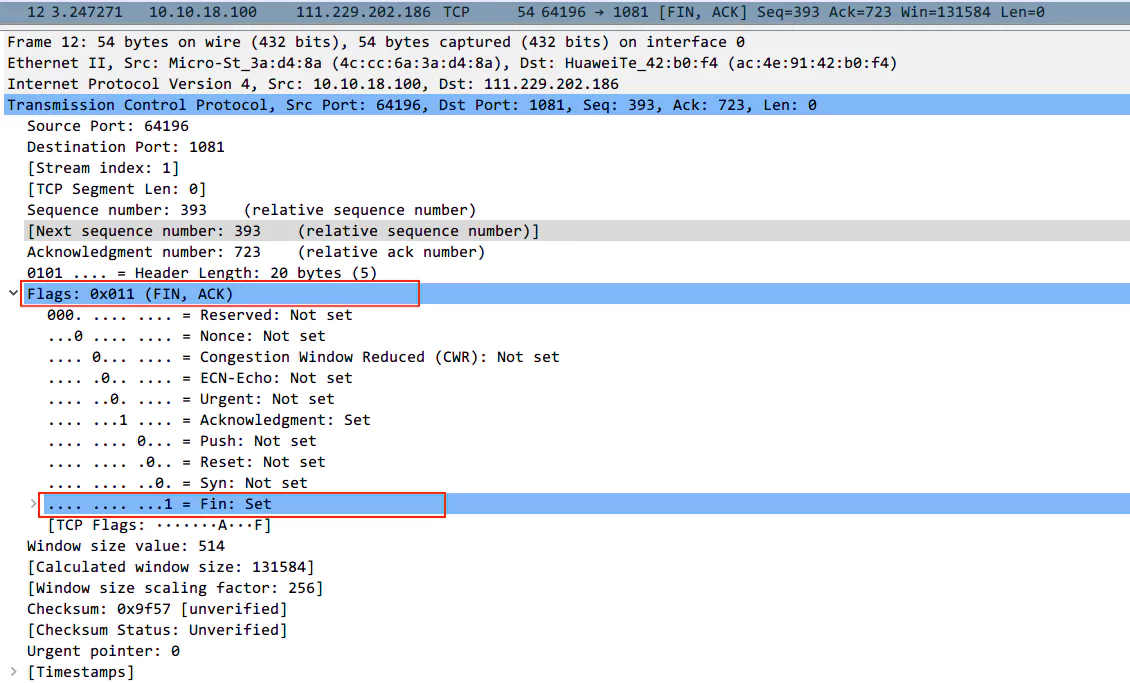 12 3.247271 10.10.18.100 111.229.202.186 TCP 54 64196 → 1081 [FIN, ACK] Seq=393 Ack=723 Win=131584 Len=0
Frame 12: 54 bytes on wire (432 bits), 54 bytes captured (432 bits) on interface 0
Ethernet II, Src: Micro-St_3a:d4:8a (4c:cc:6a:3a:d4:8a), Dst: HuaweiTe_42:b0:f4 (ac:4e:91:42:b0:f4)
Internet Protocol Version 4, Src: 10.10.18.100, Dst: 111.229.202.186
Transmission Control Protocol, Src Port: 64196, Dst Port: 1081, Seq: 393, Ack: 723, Len: 0
Source Port: 64196
Destination Port: 1081
[Stream index: 1]
[TCP Segment Len: 0]
Sequence number: 393 (relative sequence number)
[Next sequence number: 393 (relative sequence number)]
Acknowledgment number: 723 (relative ack number)
0101 .... = Header Length: 20 bytes (5)
Flags: 0x011 (FIN, ACK)
000. .... .... = Reserved: Not set
...0 .... .... = Nonce: Not set
.... 0... .... = Congestion Window Reduced (CWR): Not set
.... .0.. .... = ECN-Echo: Not set
.... ..0. .... = Urgent: Not set
.... ...1 .... = Acknowledgment: Set
.... .... 0... = Push: Not set
.... .... .0.. = Reset: Not set
.... .... ..0. = Syn: Not set
.... .... ...1 = Fin: Set
[TCP Flags: ·······A···F]
Window size value: 514
[Calculated window size: 131584]
[Window size scaling factor: 256]
Checksum: 0x9f57 [unverified]
[Checksum Status: Unverified]
Urgent pointer: 0
[Timestamps]